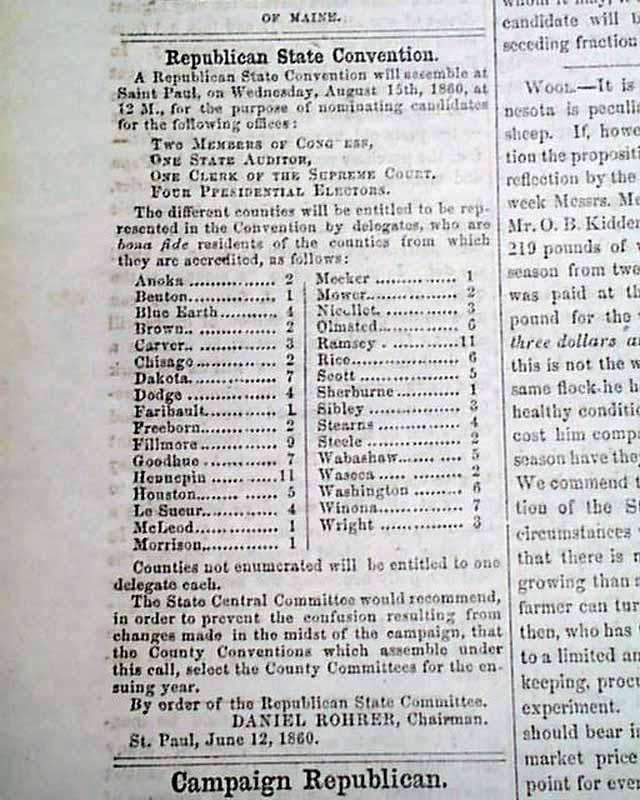 OF MAINE.
Republican State Convention.
A Republican State Convention will assemble at
Saint Paul, on Wednesday, August 15th, 1860, at
12 M., for the purpose of nominating candidates
for the following offices:
Two Members of Congress,
One State Auditor,
One Clerk of the Supreme Court.
Four Presidential Electors.
The different counties will be entitled to be rep-
resented in the Convention by delegates, who are
bona fide residents of the counties from which
they are accredited, as follows:
Anoka ................ 2
Benton................ 1
Blue Earth............ 4
Brown................. 2
Carver................ 3
Chisago............... 2
Dakota................ 7
Dodge ................ 4
Faribault............. 1
Freeborn.............. 2
Fillmore.............. 9
Goodhue .............. 7
Hennepin .............11
Houston............... 5
Le Sueur.............. 4
McLeod................ 1
Morrison.............. 1
Meeker ............... 1
Mower................. 2
Nicollet.............. 3
Olmsted............... 6
Ramsey ...............11
Rice.................. 6
Scott ................ 5
Sherburne............. 1
Sibley ............... 3
Stearns .............. 4
Steele ............... 2
Wabashaw.............. 5
Waseca ............... 2
Washington ........... 6
Winona................ 7
Wright ............... 3
Counties not enumerated will be entitled to one
delegate each.
The State Central Committee would recommend,
in order to prevent the confusion resulting from
changes made in the midst of the campaign, that
the County Conventions which assemble under
this call, select the County Committees for the en-
suing year.
By order of the Republican State Committee.
DANIEL ROHRER, Chairman.
St. Paul, June 12, 1860.
Campaign Republican.
candidate will
seceding fraction
Wool.—It is
nesota is peculi
sheep. If, howe
tion the propositi
reflection by the
week Messrs. Me
Mr. O. B. Kidder
219 pounds of
season from two
was paid at th
pound for the
three dollars a
this is not the w
same flock he h
healthy conditio
cost him comp
season have they
We commend t
tion of the St
circumstances
that there is n
growing than
farmer can tur
then, who has
to a limited an
keeping, procu
experiment.
should bear i
market price
point for eve